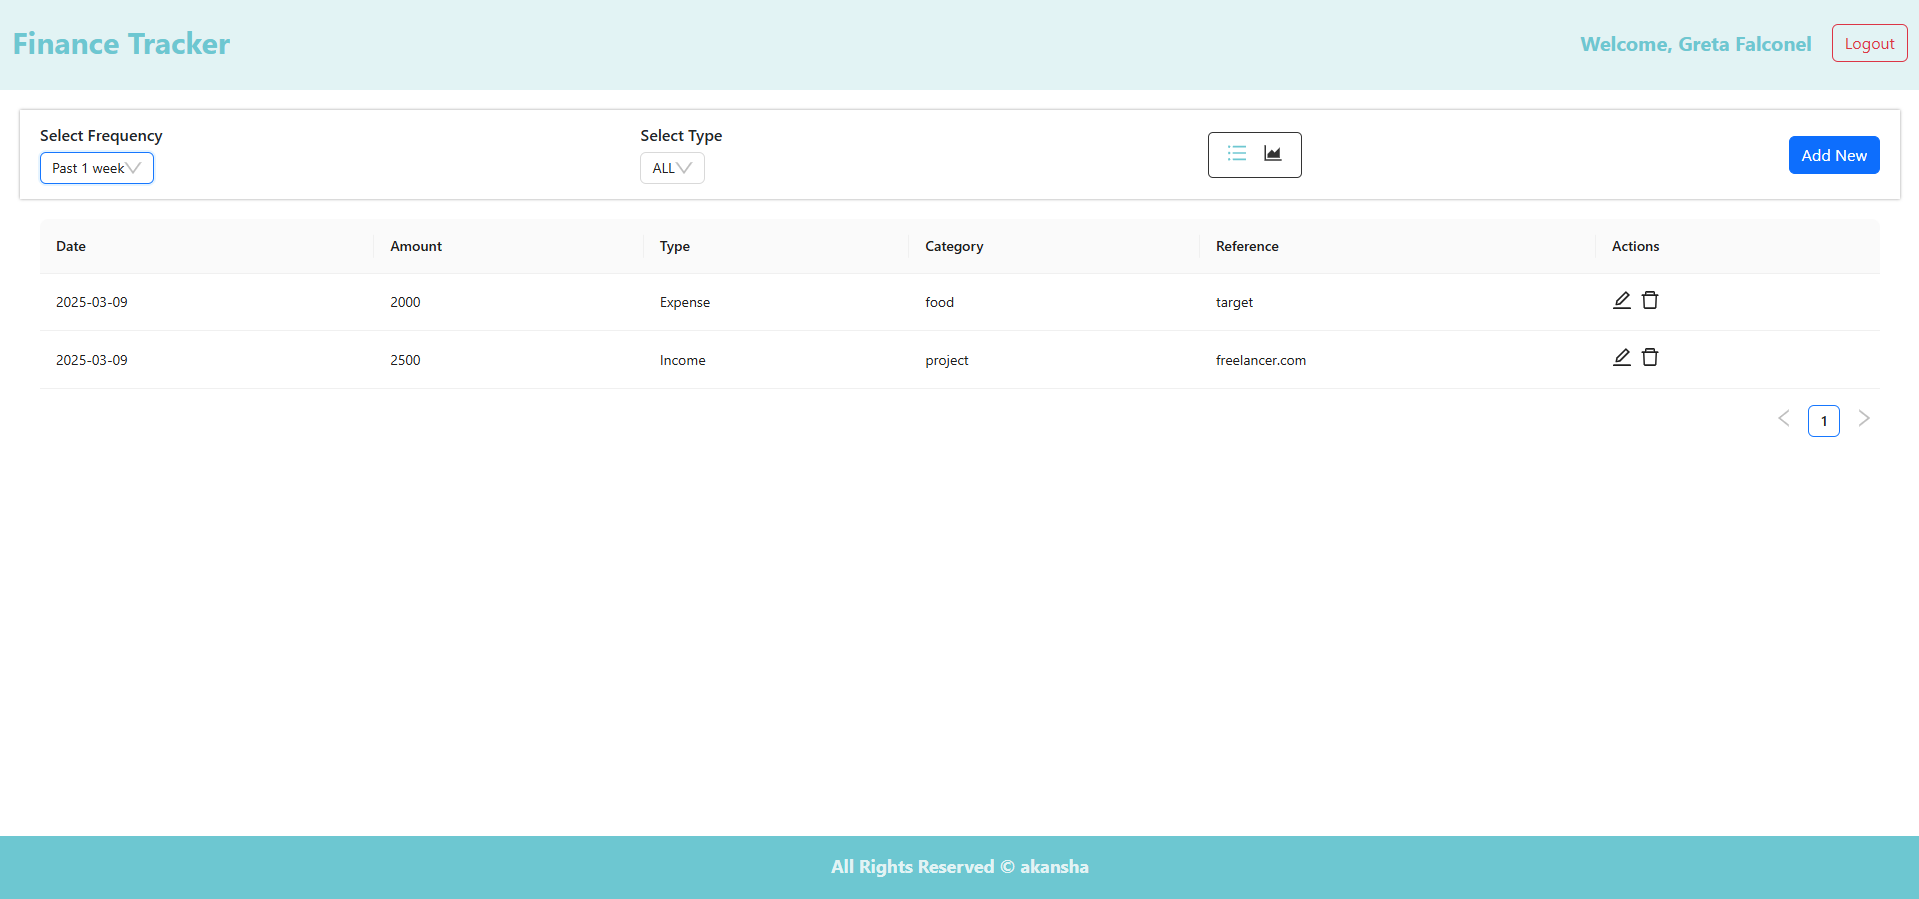 Finance Tracker
Welcome, Greta Falconel
Logout
Select Frequency
Select Type
Past 1 week
ALL
Add New
Date Amount Type Category Reference Actions
2025-03-09 2000 Expense food target
2025-03-09 2500 Income project freelancer.com
1
All Rights Reserved © akansha